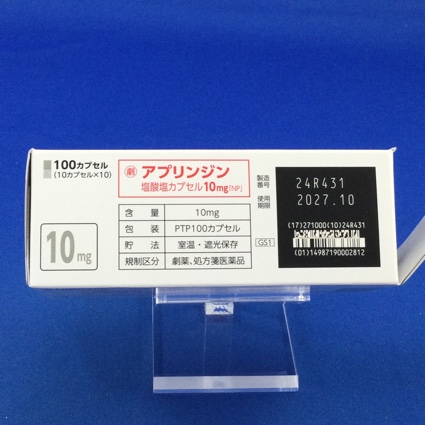 100カプセル
(10カプセル×10)
劇 アプリンジン
塩酸塩カプセル10mg「NP」
製造番号 24R431
使用期限 2027.10
含量 10mg
包装 PTP100カプセル
貯法 室温・遮光保存
規制区分 劇薬、処方箋医薬品
10mg
GS1
(17)271000(10)24R431
(01)14987190002812